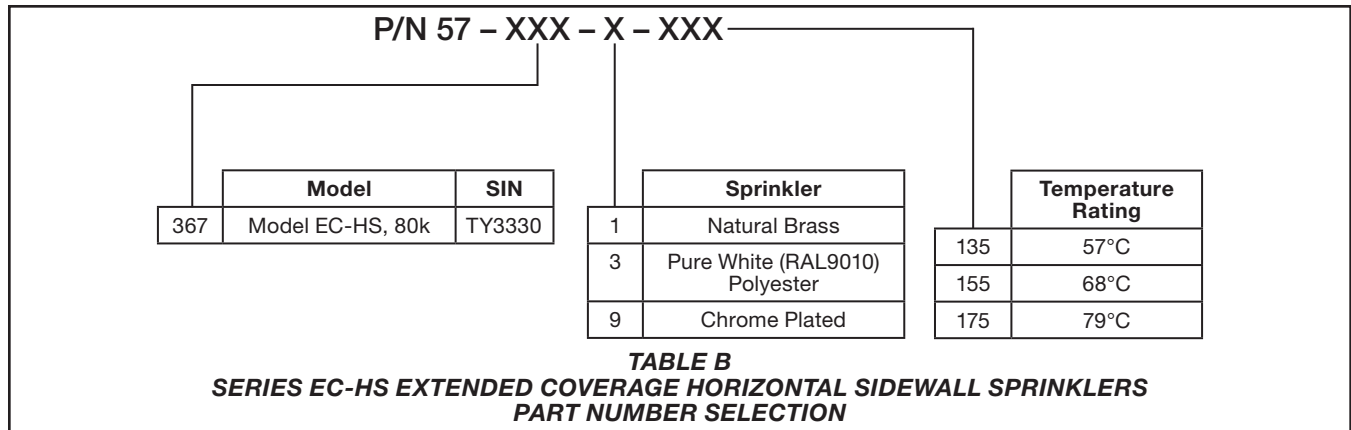 P/N 57 – XXX – X – XXX
Model SIN
367 Model EC-HS, 80k TY3330
Sprinkler
1 Natural Brass
3 Pure White (RAL9010)
Polyester
9 Chrome Plated
Temperature
Rating
135 57°C
155 68°C
175 79°C
TABLE B
SERIES EC-HS EXTENDED COVERAGE HORIZONTAL SIDEWALL SPRINKLERS
PART NUMBER SELECTION